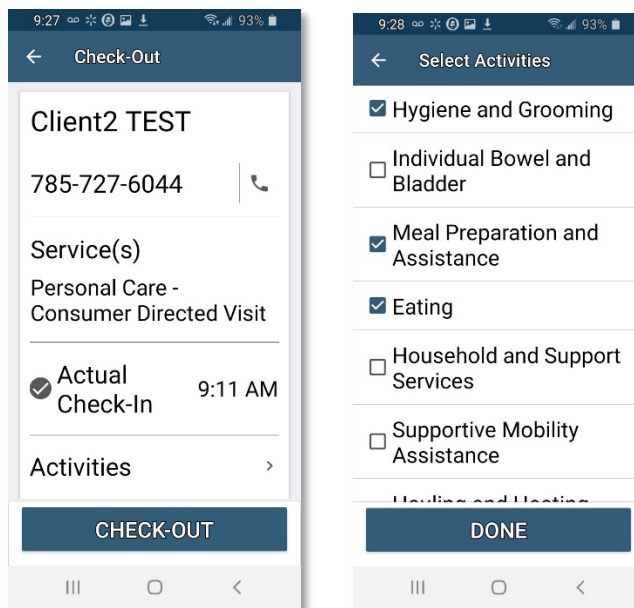 9:27 93%
Check-Out
Client2 TEST
785-727-6044
Service(s)
Personal Care -
Consumer Directed Visit
Actual
Check-In
9:11 AM
Activities
CHECK-OUT
9:28 93%
Select Activities
Hygiene and Grooming
Individual Bowel and
Bladder
Meal Preparation and
Assistance
Eating
Household and Support
Services
Supportive Mobility
Assistance
DONE